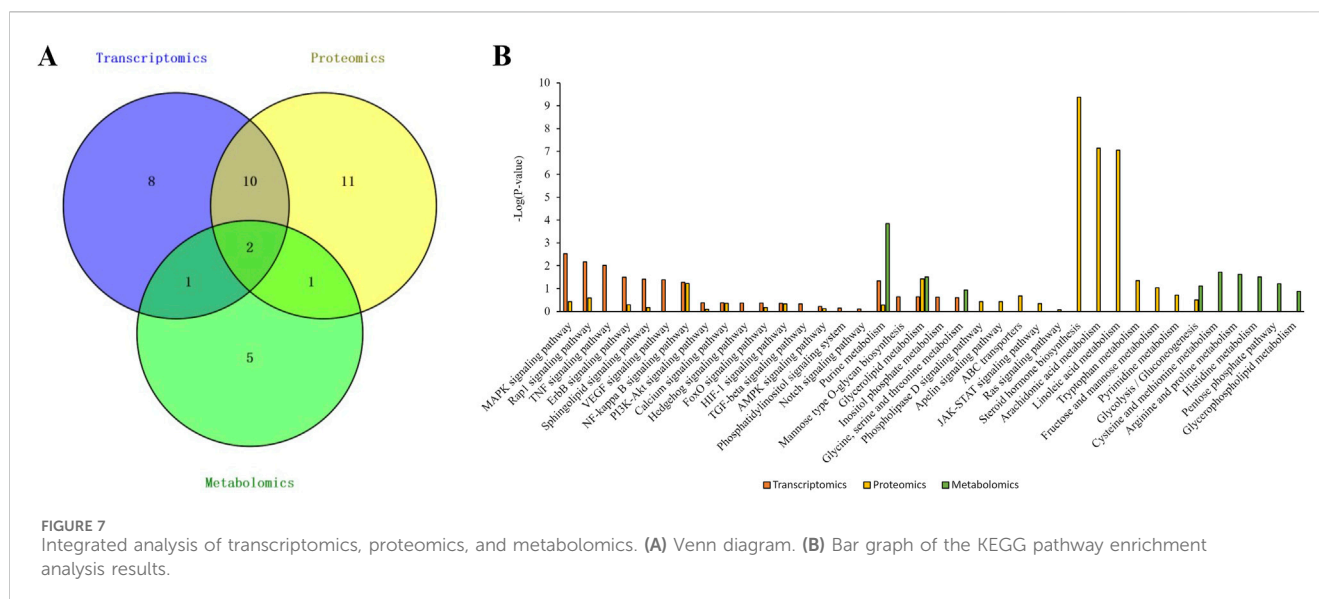 A
Transcriptomics
Proteomics
8
10
11
2
1
1
5
Metabolomics
B
-Log(P-value)
10
9
8
7
6
5
4
3
2
1
0
MAPK signaling pathway
Rap1 signaling pathway
TNF signaling pathway
ErbB signaling pathway
Sphingolipid signaling pathway
VEGF signaling pathway
NF-kappa B signaling pathway
PI3K-Akt signaling pathway
Calcium signaling pathway
Hedgehog signaling pathway
FoxO signaling pathway
HIF-1 signaling pathway
TGF-beta signaling pathway
AMPK signaling pathway
Phosphatidylinositol signaling system
Notch signaling pathway
Purine metabolism
Mannose type O-glycan biosynthesis
Glycerolipid metabolism
Inositol phosphate metabolism
Glycine, serine and threonine metabolism
Phospholipase D signaling pathway
Apelin signaling pathway
ABC transporters
JAK-STAT signaling pathway
Ras signaling pathway
Steroid hormone biosynthesis
Arachidonic acid metabolism
Linoleic acid metabolism
Tryptophan metabolism
Fructose and mannose metabolism
Pyrimidine metabolism
Glycolysis / Gluconeogenesis
Cysteine and methionine metabolism
Arginine and proline metabolism
Histidine metabolism
Pentose phosphate pathway
Glycerophospholipid metabolism
Transcriptomics
Proteomics
Metabolomics
FIGURE 7
Integrated analysis of transcriptomics, proteomics, and metabolomics. (A) Venn diagram. (B) Bar graph of the KEGG pathway enrichment
analysis results.